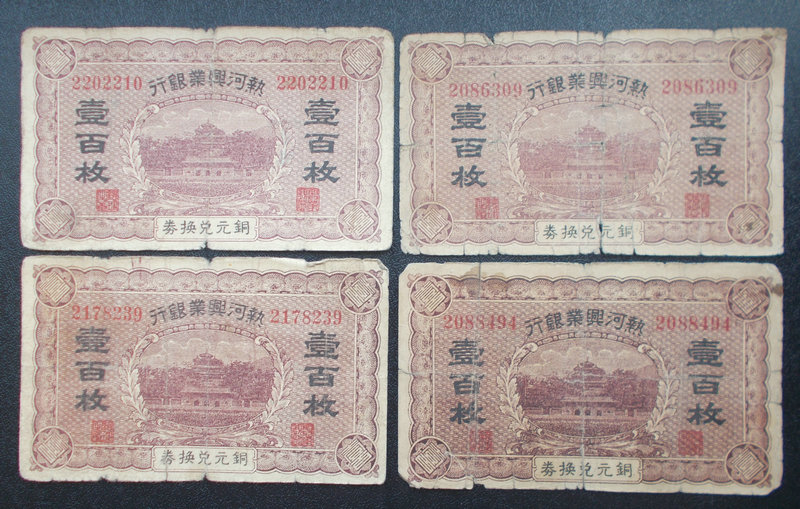 2202210 2202210
熱河興業銀行
壹百枚 壹百枚
銅元兌換券
2086309 2086309
熱河興業銀行
壹百枚 壹百枚
銅元兌換券
2178239 2178239
熱河興業銀行
壹百枚 壹百枚
銅元兌換券
2088494 2088494
熱河興業銀行
壹百枚 壹百枚
銅元兌換券